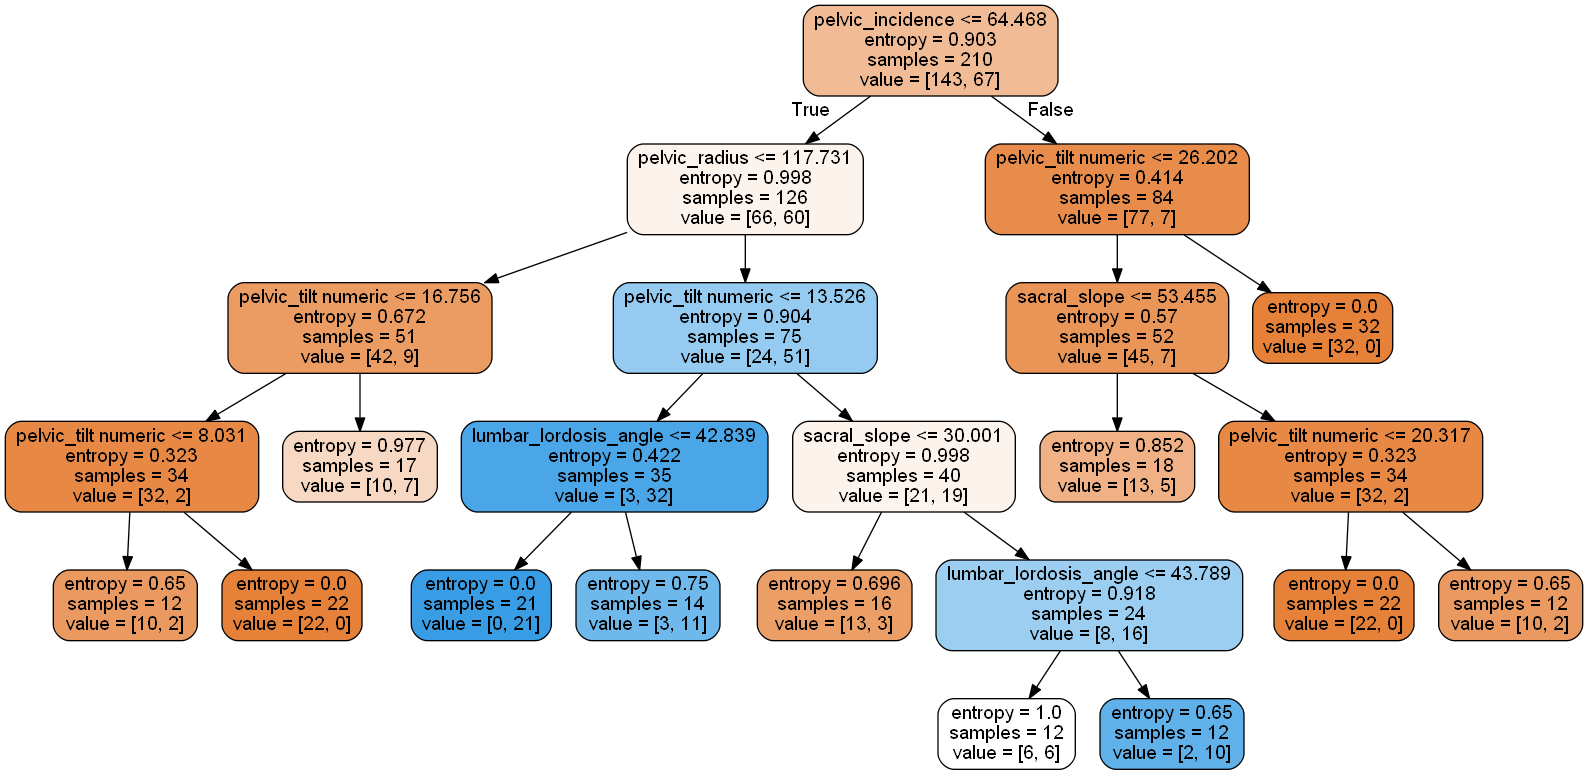 pelvic_incidence <= 64.468
entropy = 0.903
samples = 210
value = [143, 67]
True
False
pelvic_radius <= 117.731
entropy = 0.998
samples = 126
value = [66, 60]
pelvic_tilt numeric <= 26.202
entropy = 0.414
samples = 84
value = [77, 7]
pelvic_tilt numeric <= 16.756
entropy = 0.672
samples = 51
value = [42, 9]
pelvic_tilt numeric <= 13.526
entropy = 0.904
samples = 75
value = [24, 51]
sacral_slope <= 53.455
entropy = 0.57
samples = 52
value = [45, 7]
entropy = 0.0
samples = 32
value = [32, 0]
pelvic_tilt numeric <= 8.031
entropy = 0.323
samples = 34
value = [32, 2]
entropy = 0.977
samples = 17
value = [10, 7]
lumbar_lordosis_angle <= 42.839
entropy = 0.422
samples = 35
value = [3, 32]
sacral_slope <= 30.001
entropy = 0.998
samples = 40
value = [21, 19]
entropy = 0.852
samples = 18
value = [13, 5]
pelvic_tilt numeric <= 20.317
entropy = 0.323
samples = 34
value = [32, 2]
entropy = 0.65
samples = 12
value = [10, 2]
entropy = 0.0
samples = 22
value = [22, 0]
entropy = 0.0
samples = 21
value = [0, 21]
entropy = 0.75
samples = 14
value = [3, 11]
entropy = 0.696
samples = 16
value = [13, 3]
lumbar_lordosis_angle <= 43.789
entropy = 0.918
samples = 24
value = [8, 16]
entropy = 0.0
samples = 22
value = [22, 0]
entropy = 0.65
samples = 12
value = [10, 2]
entropy = 1.0
samples = 12
value = [6, 6]
entropy = 0.65
samples = 12
value = [2, 10]